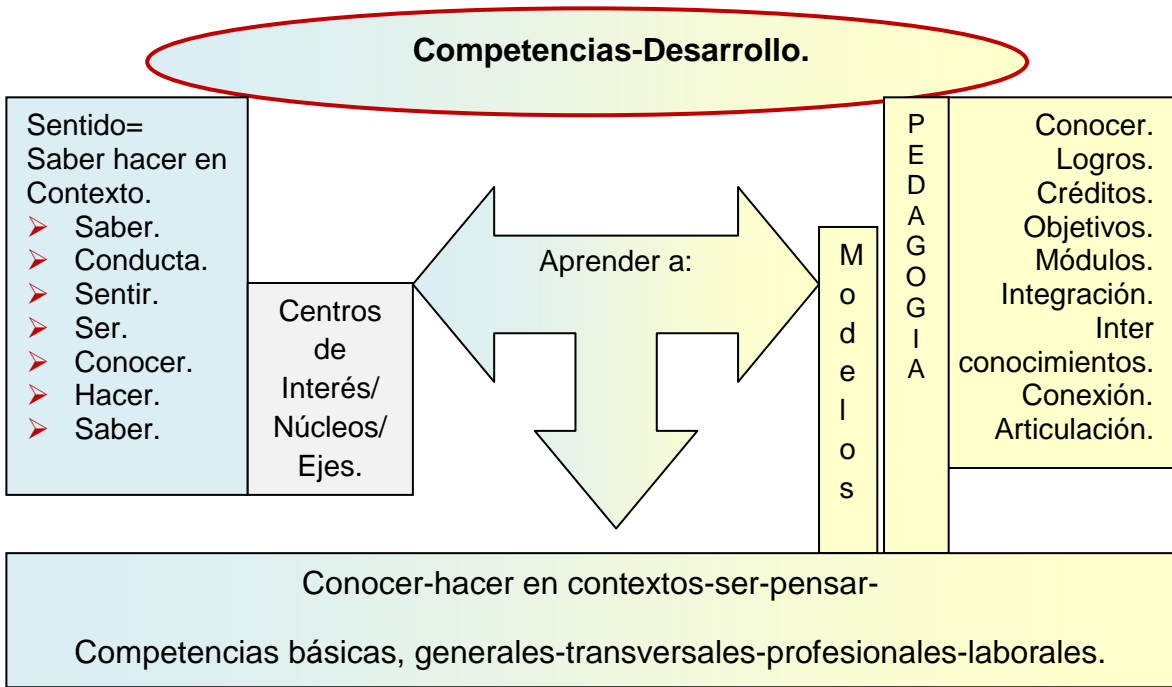 Competencias-Desarrollo.
Sentido=
Saber hacer en
Contexto.
Saber.
Conducta.
Sentir.
Ser.
Conocer.
Hacer.
Saber.
Centros
de
Interés/
Núcleos/
Ejes.
Aprender a:
M
o
d
e
l
o
s
P
E
D
A
G
O
G
I
A
Conocer.
Logros.
Créditos.
Objetivos.
Módulos.
Integración.
Inter
conocimientos.
Conexión.
Articulación.
Conocer-hacer en contextos-ser-pensar-
Competencias básicas, generales-transversales-profesionales-laborales.